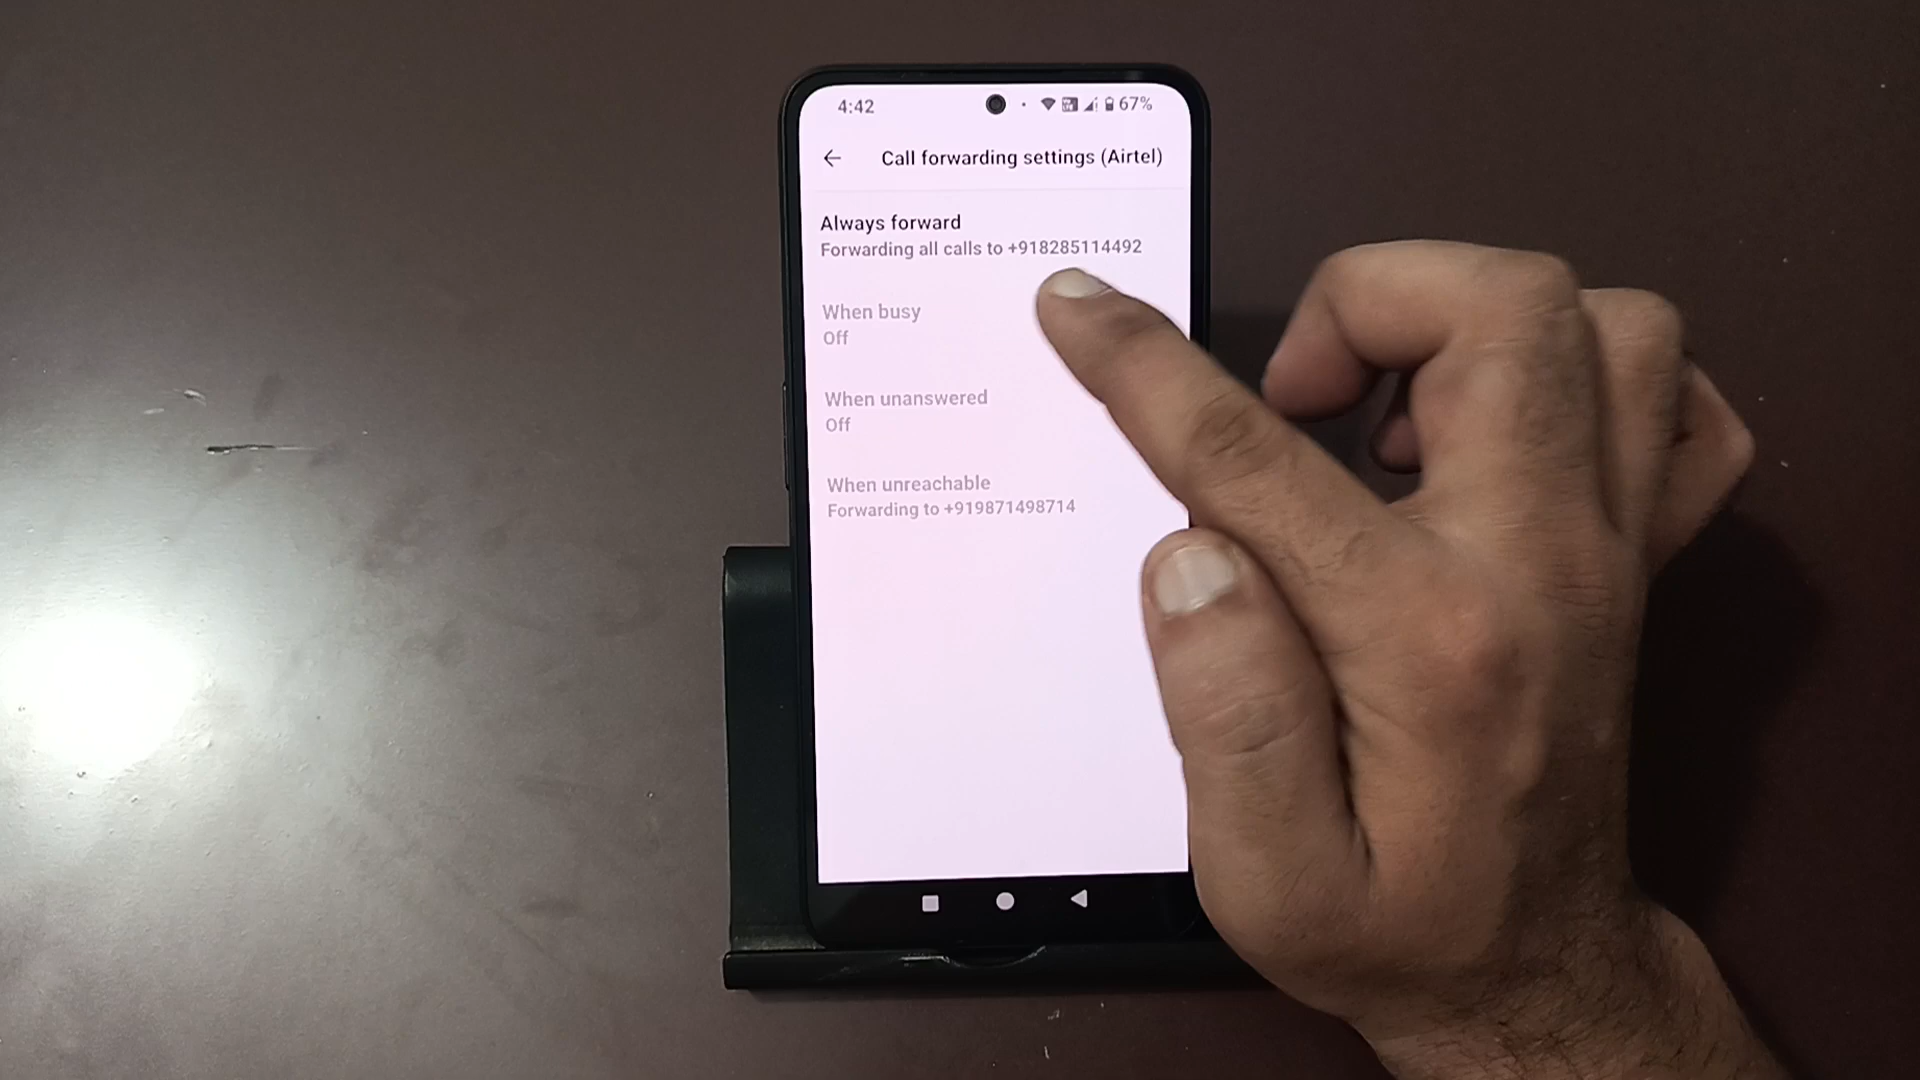 4:42
67%
Call forwarding settings (Airtel)
Always forward
Forwarding all calls to +918285114492
When busy
Off
When unanswered
Off
When unreachable
Forwarding to +919871498714